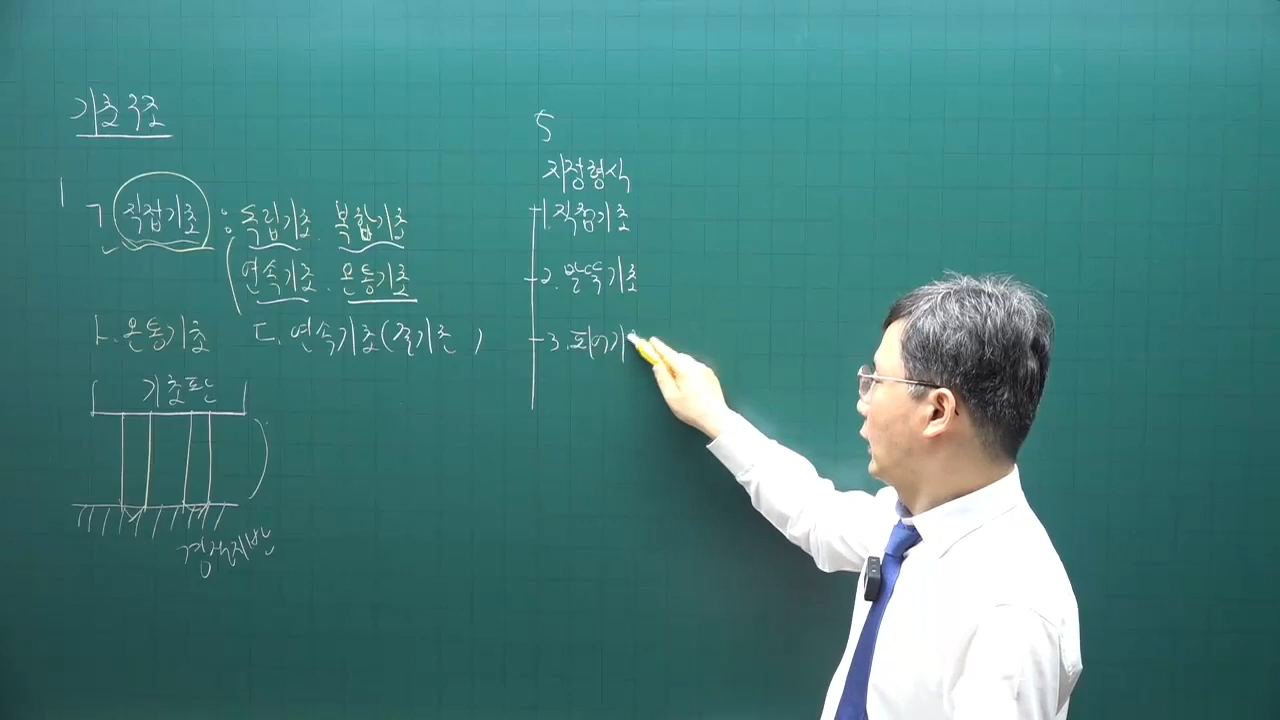 기초구조
1
ㄱ 직접기초 : 독립기초. 복합기초
연속기초. 온통기초
ㄴ. 온통기초 ㄷ. 연속기초(줄기초 )
기초판
경질지반
5
지정형식
1. 직접기초
2. 말뚝기초
3. 피어기